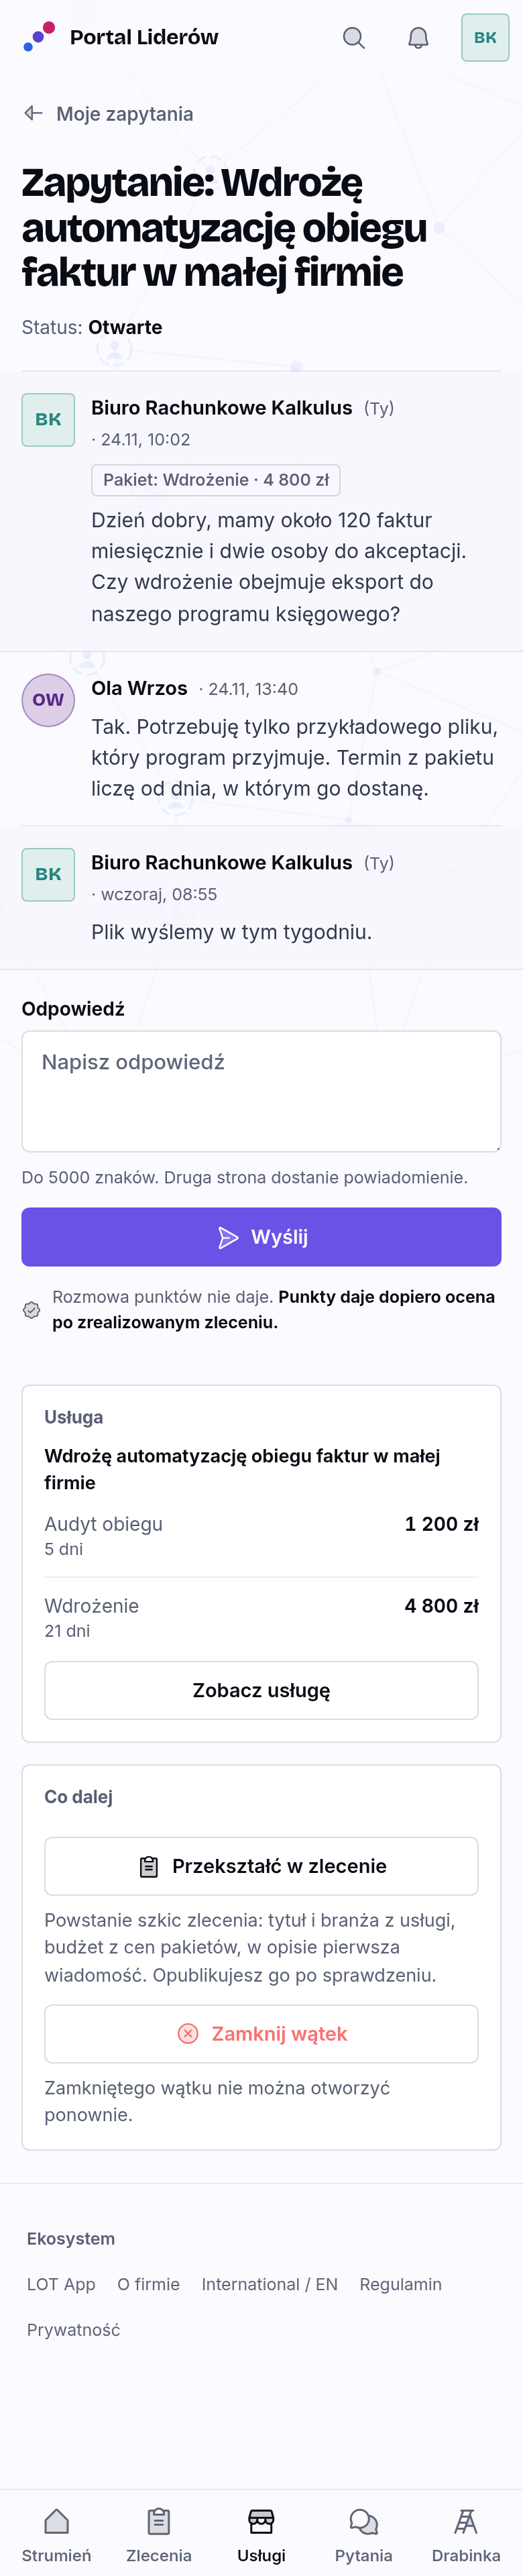 Portal Liderów
BK
Moje zapytania
Zapytanie: Wdrożę
automatyzację obiegu
faktur w małej firmie
Status: Otwarte
BK
Biuro Rachunkowe Kalkulus (Ty)
· 24.11, 10:02
Pakiet: Wdrożenie · 4 800 zł
Dzień dobry, mamy około 120 faktur
miesięcznie i dwie osoby do akceptacji.
Czy wdrożenie obejmuje eksport do
naszego programu księgowego?
OW
Ola Wrzos · 24.11, 13:40
Tak. Potrzebuję tylko przykładowego pliku,
który program przyjmuje. Termin z pakietu
liczę od dnia, w którym go dostanę.
BK
Biuro Rachunkowe Kalkulus (Ty)
· wczoraj, 08:55
Plik wyślemy w tym tygodniu.
Odpowiedź
Napisz odpowiedź
Do 5000 znaków. Druga strona dostanie powiadomienie.
Wyślij
Rozmowa punktów nie daje. Punkty daje dopiero ocena
po zrealizowanym zleceniu.
Usługa
Wdrożę automatyzację obiegu faktur w małej
firmie
Audyt obiegu 1 200 zł
5 dni
Wdrożenie 4 800 zł
21 dni
Zobacz usługę
Co dalej
Przekształć w zlecenie
Powstanie szkic zlecenia: tytuł i branża z usługi,
budżet z cen pakietów, w opisie pierwsza
wiadomość. Opublikujesz go po sprawdzeniu.
Zamknij wątek
Zamkniętego wątku nie można otworzyć
ponownie.
Ekosystem
LOT App O firmie International / EN Regulamin
Prywatność
Strumień Zlecenia Usługi Pytania Drabinka